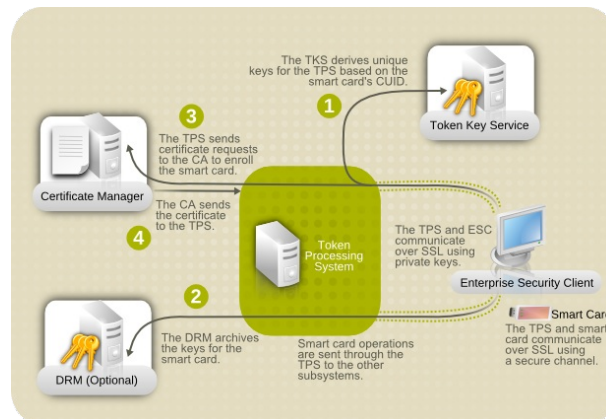 The TKS derives unique
keys for the TPS based on the
smart card's CUID.
1
Token Key Service
3
The TPS sends
certificate requests
to the CA to enroll
the smart card.
Certificate Manager
The CA sends
the certificate
to the TPS.
4
Token
Processing
System
The TPS and ESC
communicate
over SSL using
private keys.
Enterprise Security Client
Smart Card
The TPS and smart
card communicate
over SSL using
a secure channel.
2
The DRM archives
the keys for the
smart card.
DRM (Optional)
Smart card operations
are sent through the
TPS to the other
subsystems.